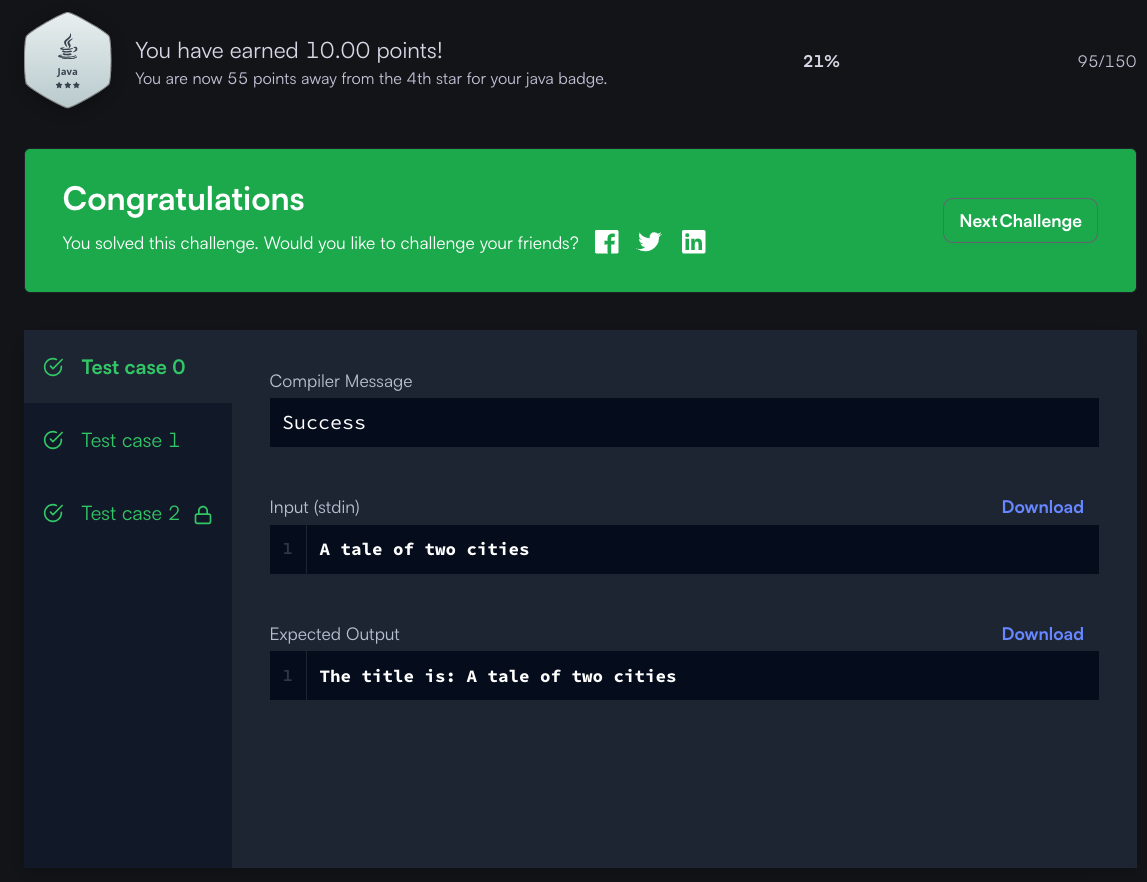 Java
You have earned 10.00 points!
You are now 55 points away from the 4th star for your java badge.
21%
95/150
Congratulations
You solved this challenge. Would you like to challenge your friends?
Next Challenge
Test case 0
Test case 1
Test case 2
Compiler Message
Success
Input (stdin)
Download
1 A tale of two cities
Expected Output
Download
1 The title is: A tale of two cities